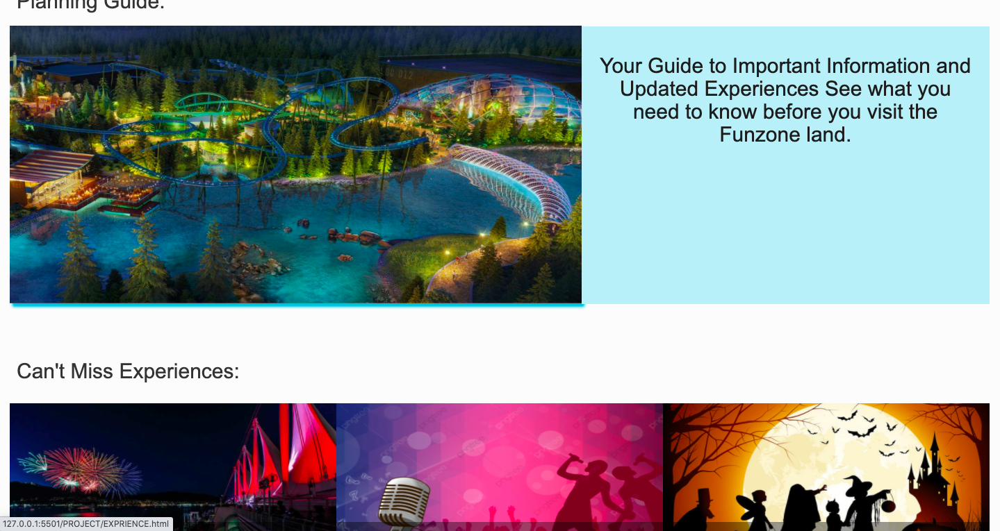 Planning Guide:
Your Guide to Important Information and
Updated Experiences See what you
need to know before you visit the
Funzone land.
Can't Miss Experiences:
127.0.0.1:5501/PROJECT/EXPRIENCE.html